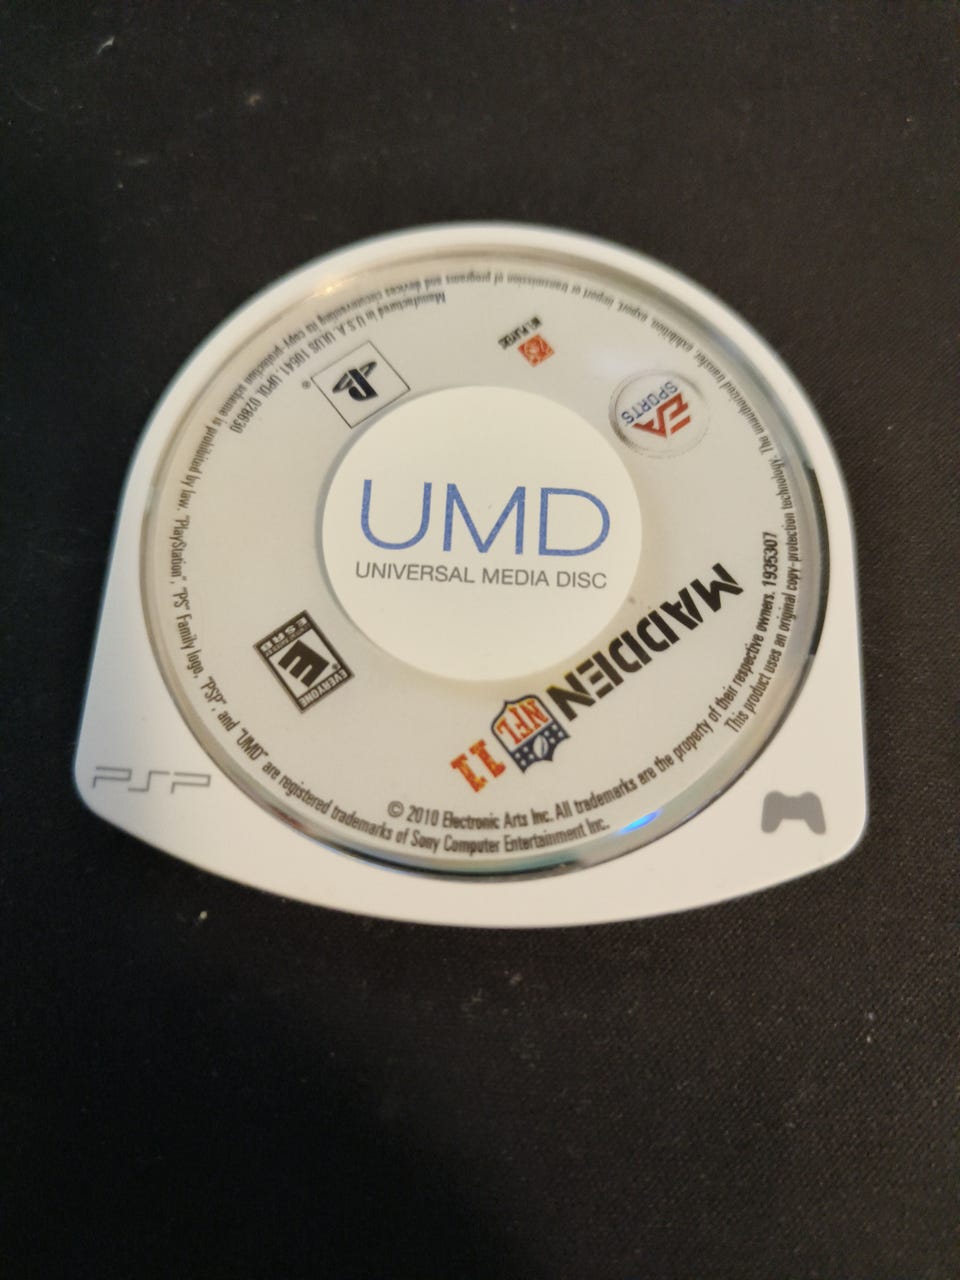 UMD
UNIVERSAL MEDIA DISC
MADDEN
NFL
11
EA
SPORTS
EVERYONE
E
ESRB
PSP
© 2010 Electronic Arts Inc. All trademarks are the property of their respective owners. 1935307
Manufactured in U.S.A. ULUS 10541, UPDL 028630
exhibition, export, import or transmission of programs and devices circumventing its copy-protection scheme is prohibited by law. "PlayStation", "PS" Family logo, "PSP", and "UMD" are registered trademarks of Sony Computer Entertainment Inc.
This product uses an original copy-protection technology. The unauthorized transfer,